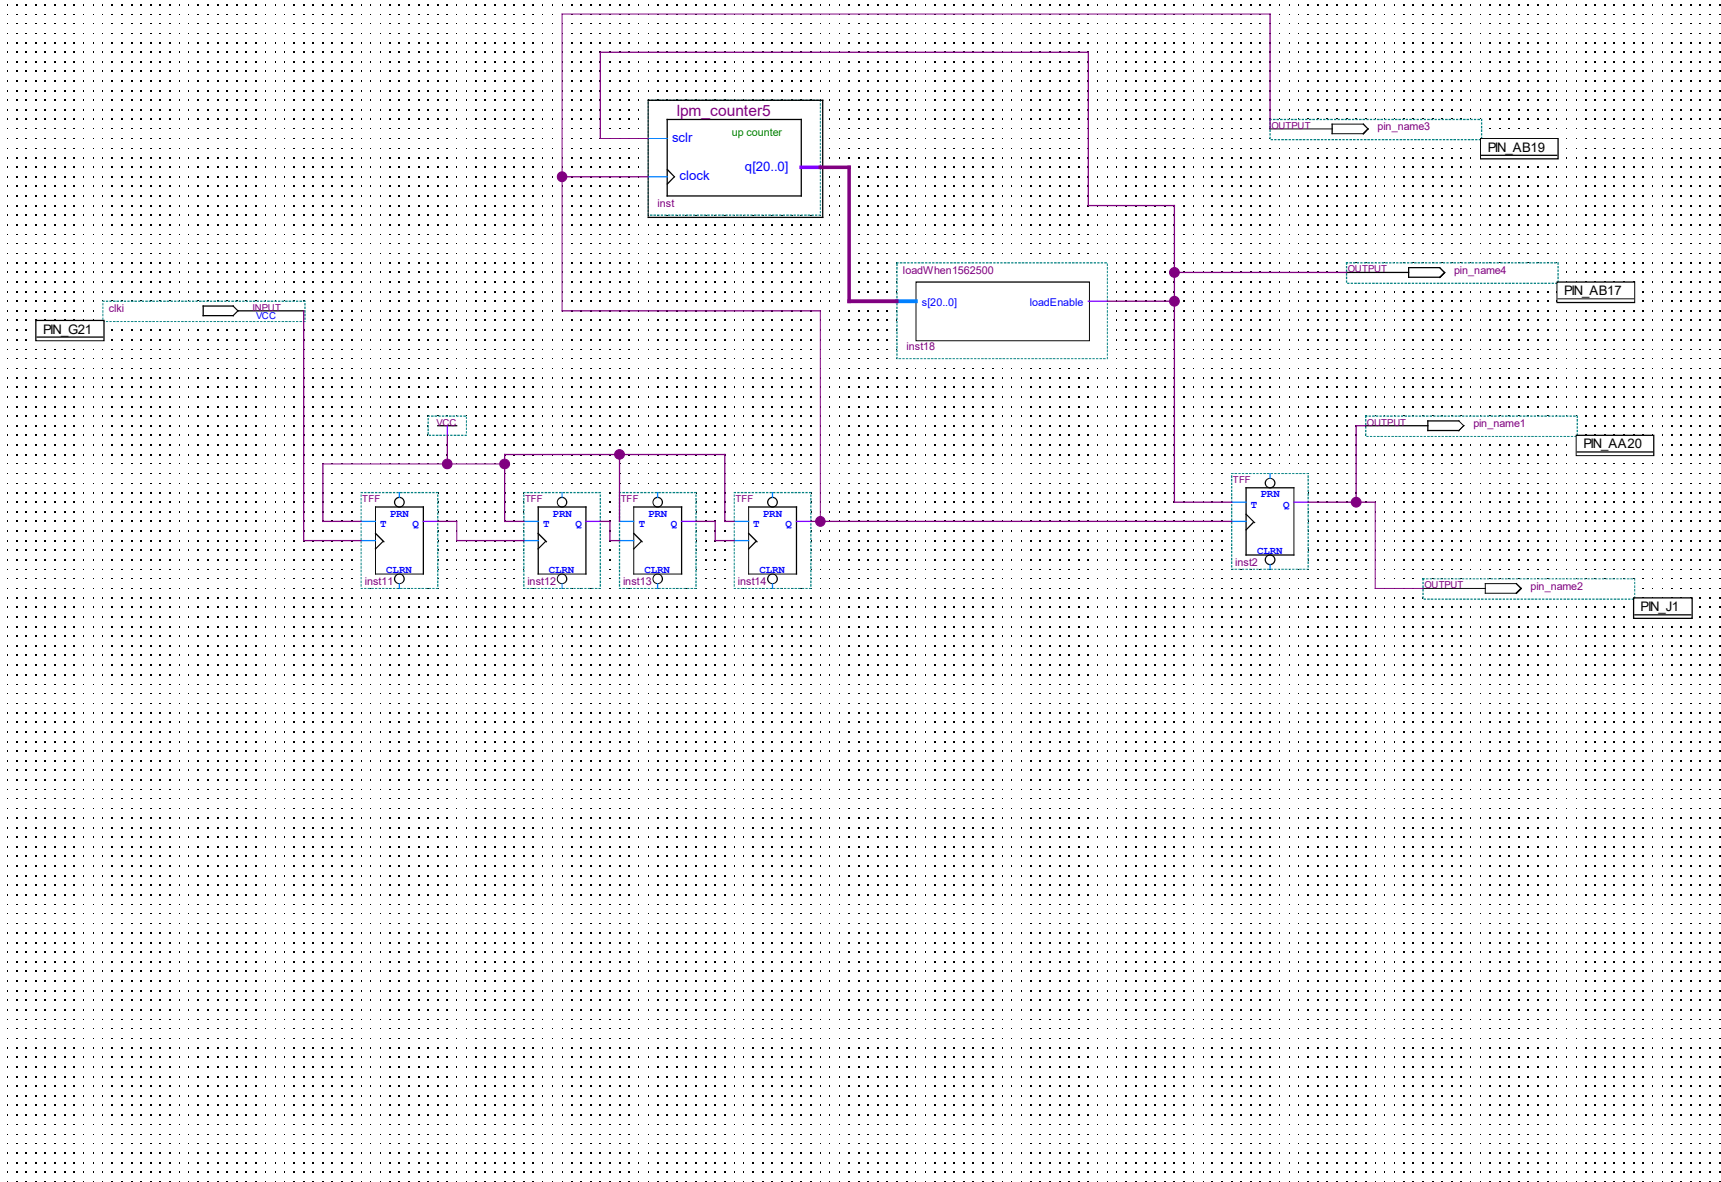 lpm_counter5
up counter
sclr
q[20..0]
clock
inst
OUTPUT
pin_name3
PIN_AB19
loadWhen1562500
s[20..0]
loadEnable
inst18
OUTPUT
pin_name4
PIN_AB17
clki
INPUT
VCC
PIN_G21
VCC
OUTPUT
pin_name1
PIN_AA20
TFF
PRN
T
Q
CLRN
inst11
TFF
PRN
T
Q
CLRN
inst12
TFF
PRN
T
Q
CLRN
inst13
TFF
PRN
T
Q
CLRN
inst14
TFF
PRN
T
Q
CLRN
inst2
OUTPUT
pin_name2
PIN_J1